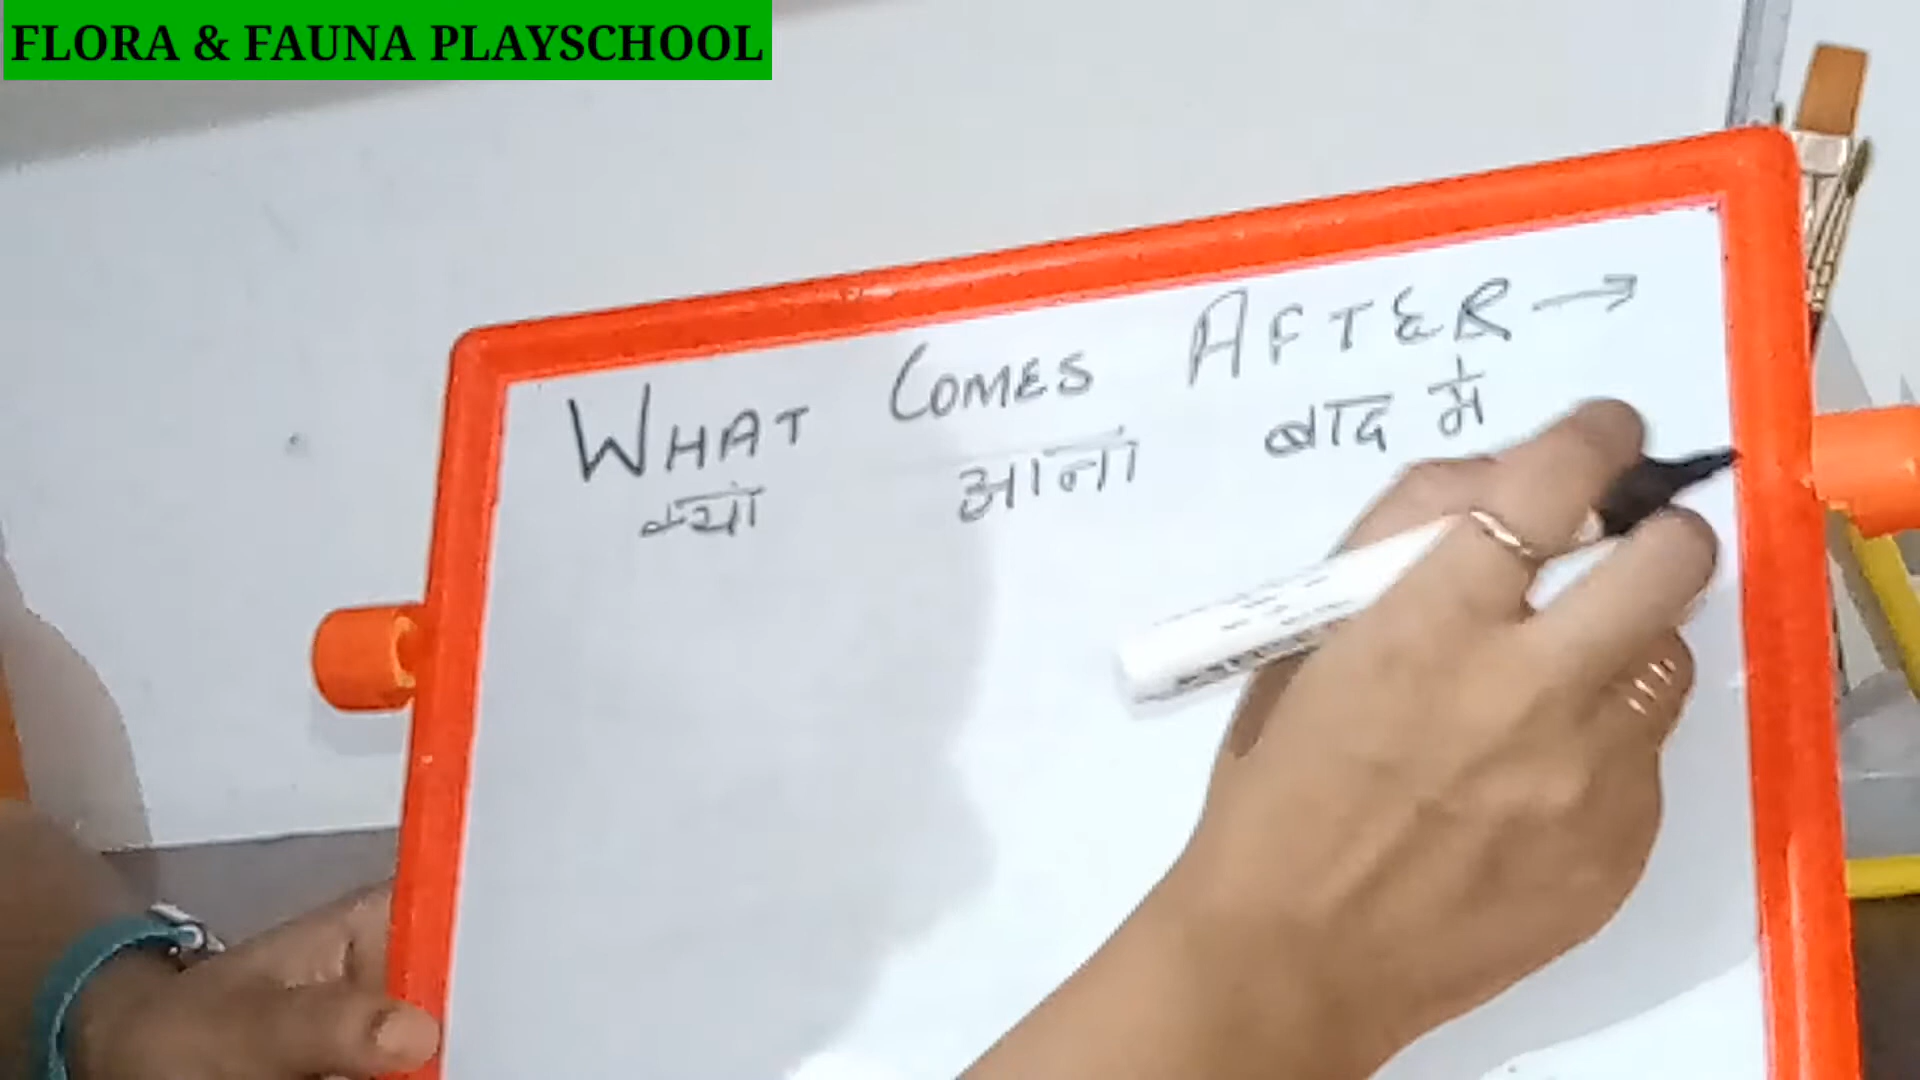 FLORA & FAUNA PLAYSCHOOL
WHAT COMES AFTER →
क्या आना बाद में